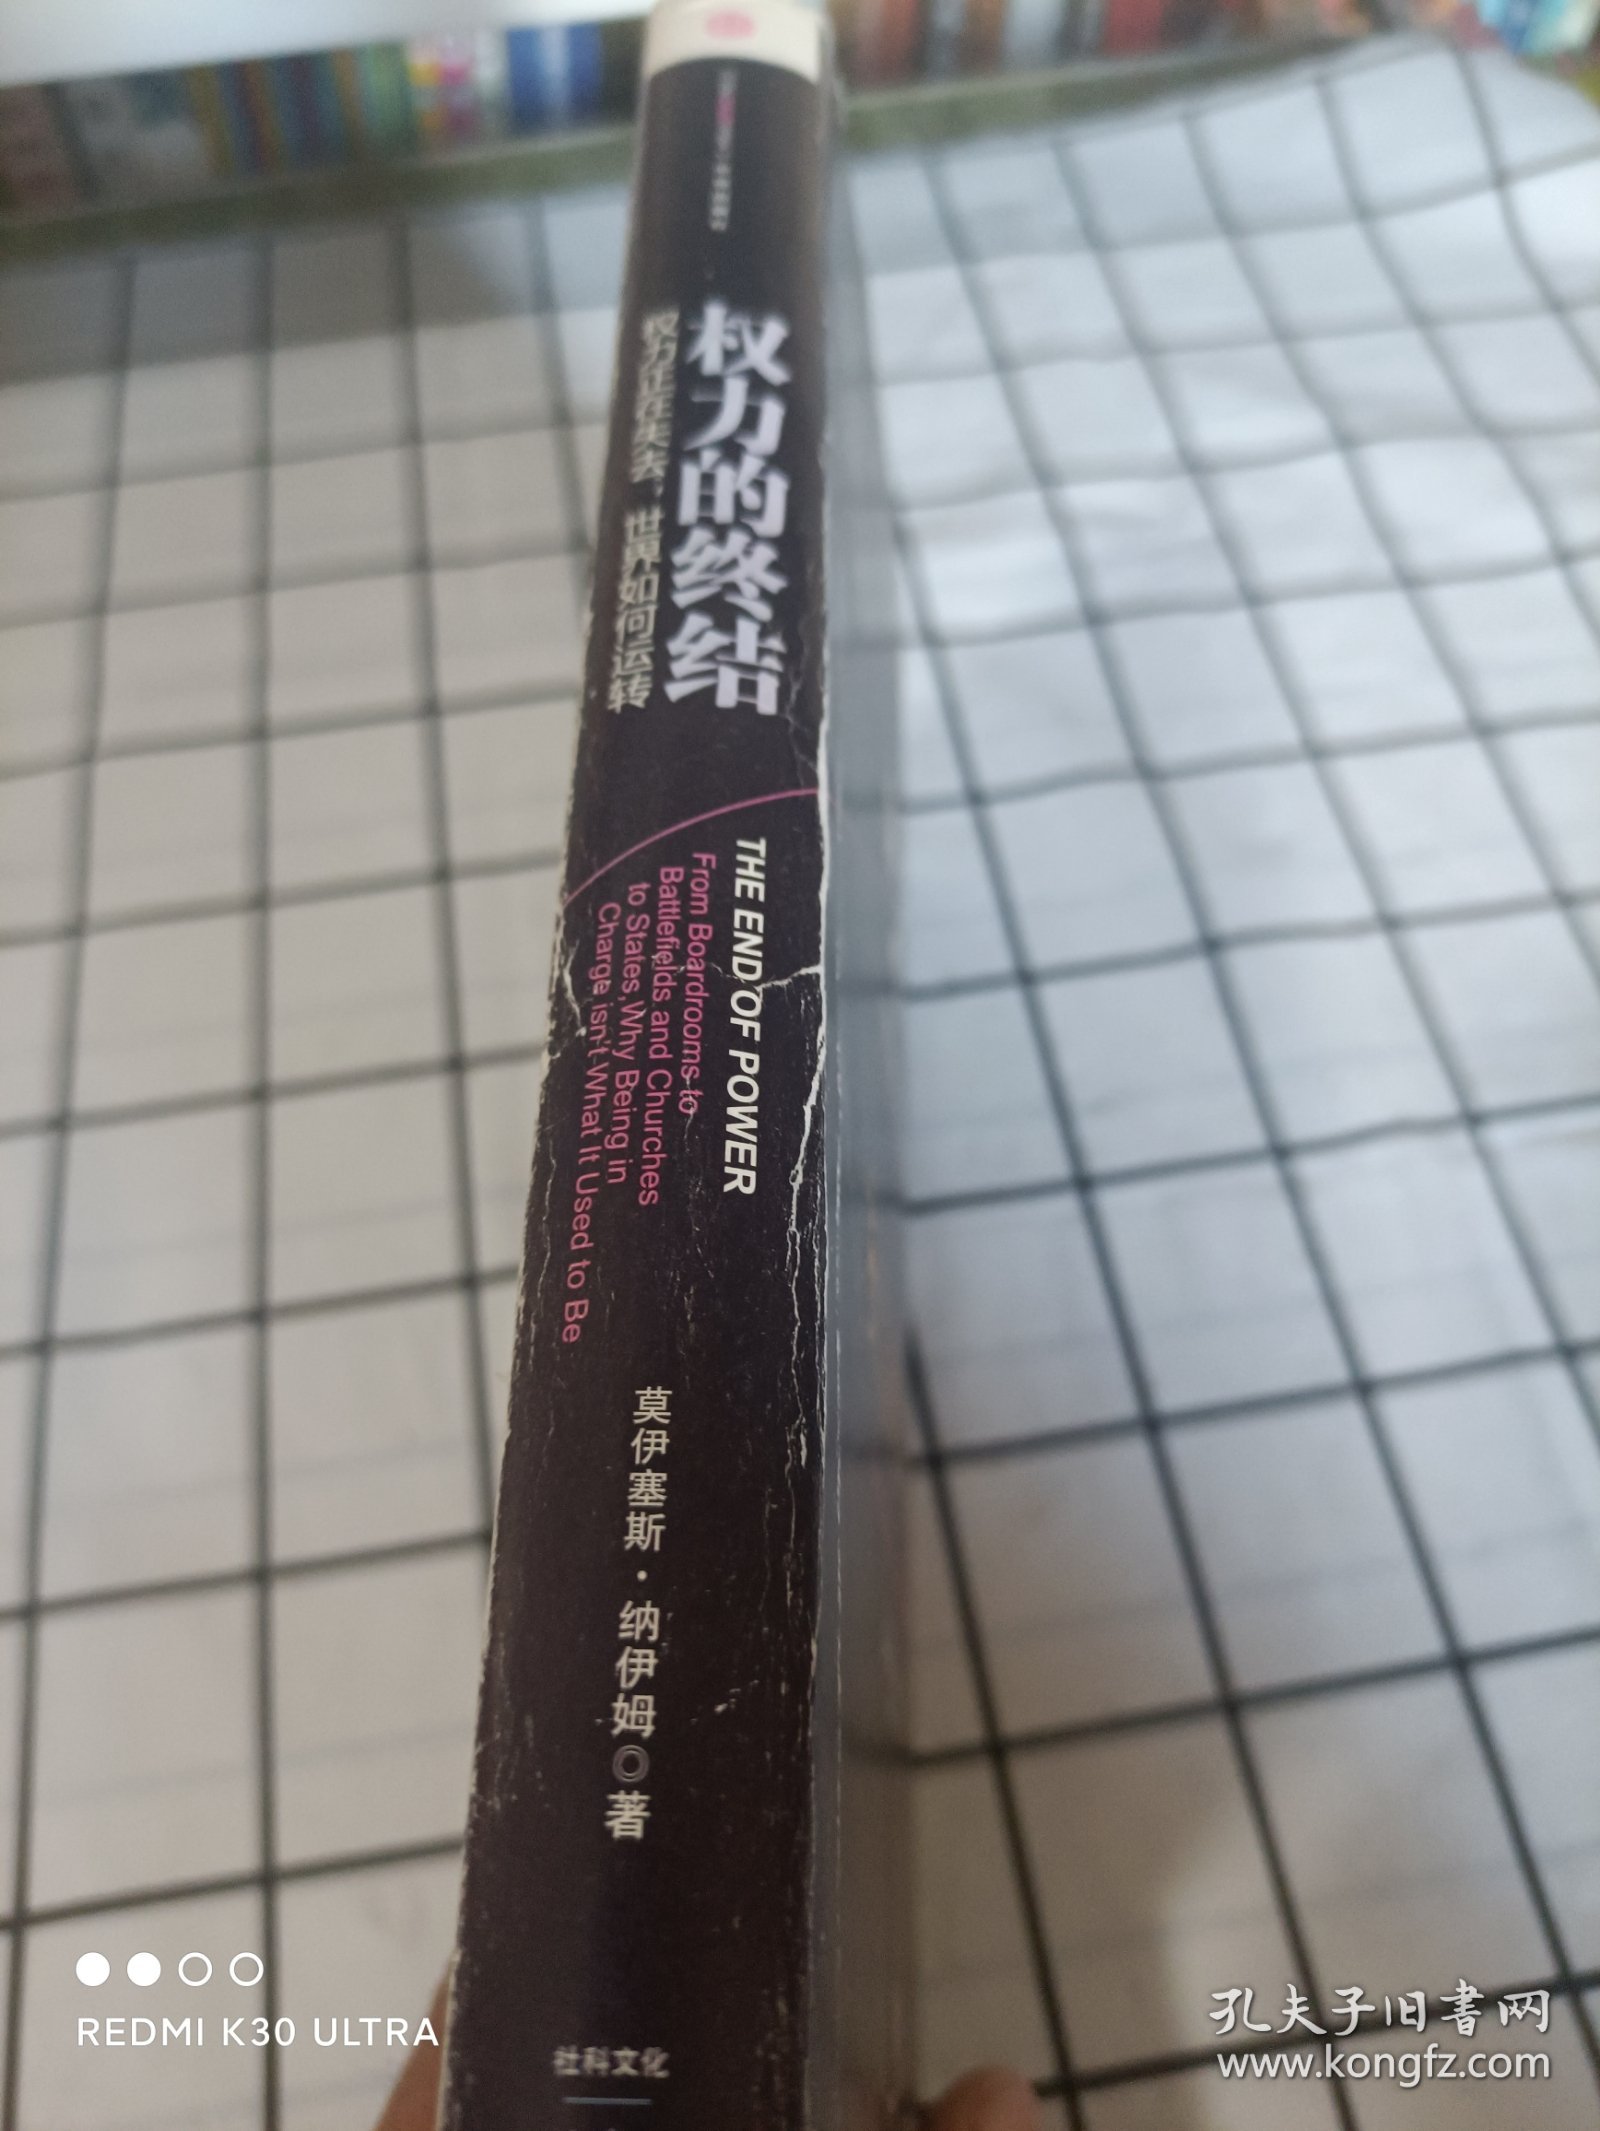 权力的终结
权力正在失去，世界如何运转
THE END OF POWER
From Boardrooms to
Battlefields and Churches
to States,Why Being in
Charge isn't What It Used to Be
莫伊塞斯·纳伊姆◎著
社科文化
REDMI K30 ULTRA
孔夫子旧书网
www.kongfz.com